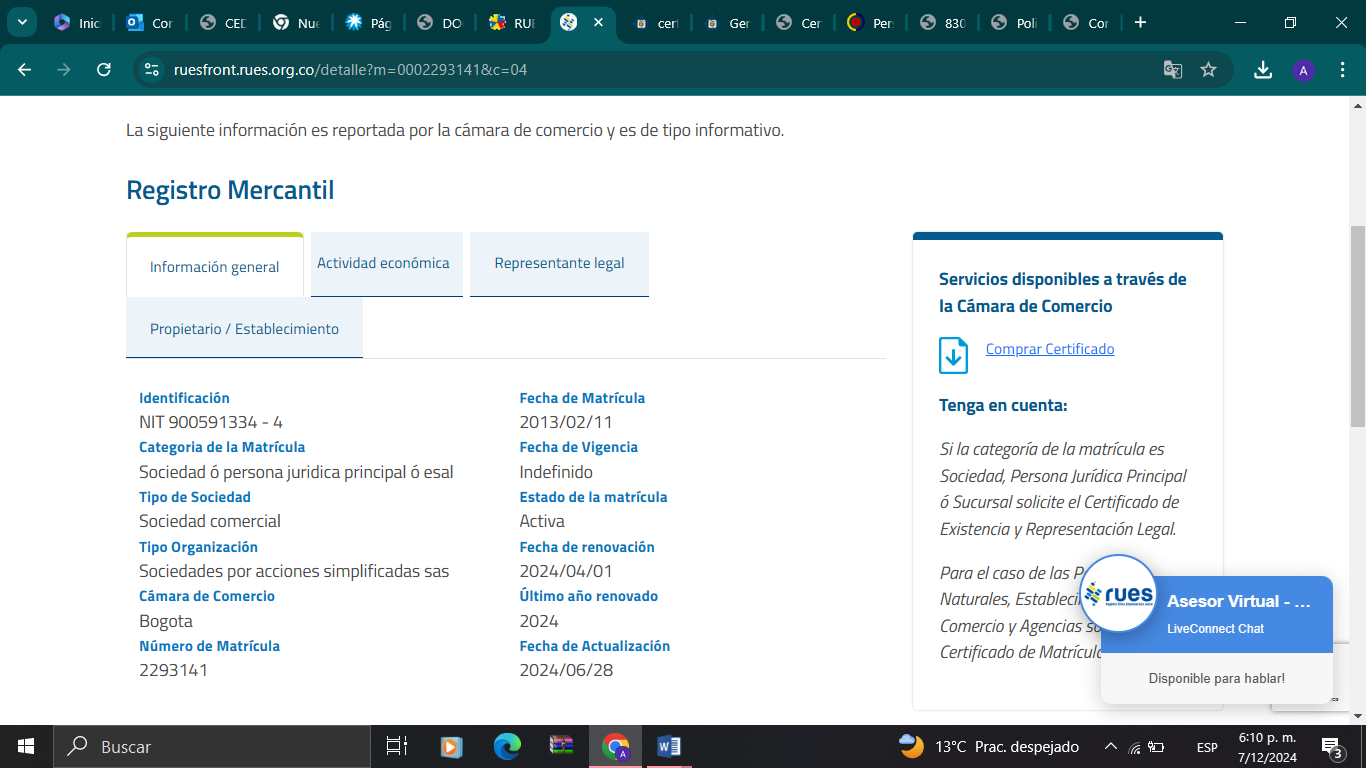 Inic
Cor
CED
Nue
Pág
DO
RUE
cert
Ger
Cer
Per
830
Poli
Cor
ruesfront.rues.org.co/detalle?m=0002293141&c=04
A
La siguiente información es reportada por la cámara de comercio y es de tipo informativo.
Registro Mercantil
Información general
Actividad económica
Representante legal
Propietario / Establecimiento
Identificación
NIT 900591334 - 4
Categoria de la Matrícula
Sociedad ó persona juridica principal ó esal
Tipo de Sociedad
Sociedad comercial
Tipo Organización
Sociedades por acciones simplificadas sas
Cámara de Comercio
Bogota
Número de Matrícula
2293141
Fecha de Matrícula
2013/02/11
Fecha de Vigencia
Indefinido
Estado de la matrícula
Activa
Fecha de renovación
2024/04/01
Último año renovado
2024
Fecha de Actualización
2024/06/28
Servicios disponibles a través de
la Cámara de Comercio
Comprar Certificado
Tenga en cuenta:
Si la categoría de la matrícula es
Sociedad, Persona Jurídica Principal
ó Sucursal solicite el Certificado de
Existencia y Representación Legal.
Para el caso de las P
Naturales, Establecim
Comercio y Agencias so
Certificado de Matrícula
rues
Asesor Virtual - ...
LiveConnect Chat
Disponible para hablar!
Buscar
A
W
13°C Prac. despejado
ESP
6:10 p. m.
7/12/2024
3